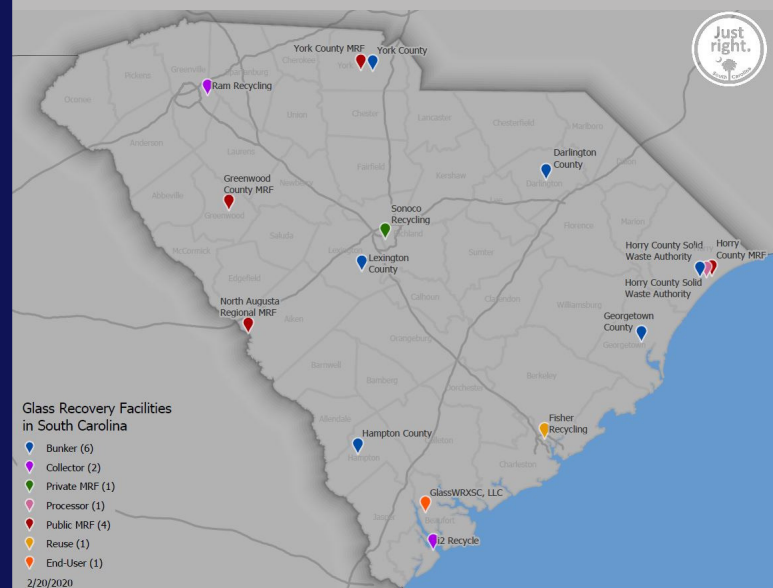 Just
right.
South Carolina
York County MRF
York County
Cherokee
York
Pickens
Greenville
Spartanburg
Oconee
Ram Recycling
Union
Chester
Lancaster
Chesterfield
Marlboro
Anderson
Laurens
Darlington
County
Dillon
Fairfield
Kershaw
Lee
Darlington
Greenwood
County MRF
Newberry
Abbeville
Greenwood
Sonoco
Recycling
Richland
Florence
Marion
Saluda
Lexington
Sumter
McCormick
Horry County Solid
Waste Authority
Horry
County MRF
Lexington
County
Edgefield
Horry County Solid
Waste Authority
Calhoun
Clarendon
North Augusta
Regional MRF
Aiken
Williamsburg
Georgetown
County
Orangeburg
Georgetown
Barnwell
Berkeley
Bamberg
Dorchester
Glass Recovery Facilities
in South Carolina
Allendale
Fisher
Recycling
Hampton County
Bunker (6)
Hampton
Colleton
Charleston
Collector (2)
Private MRF (1)
GlassWRXSC, LLC
Processor (1)
Jasper
Beaufort
Public MRF (4)
i2 Recycle
Reuse (1)
End-User (1)
2/20/2020